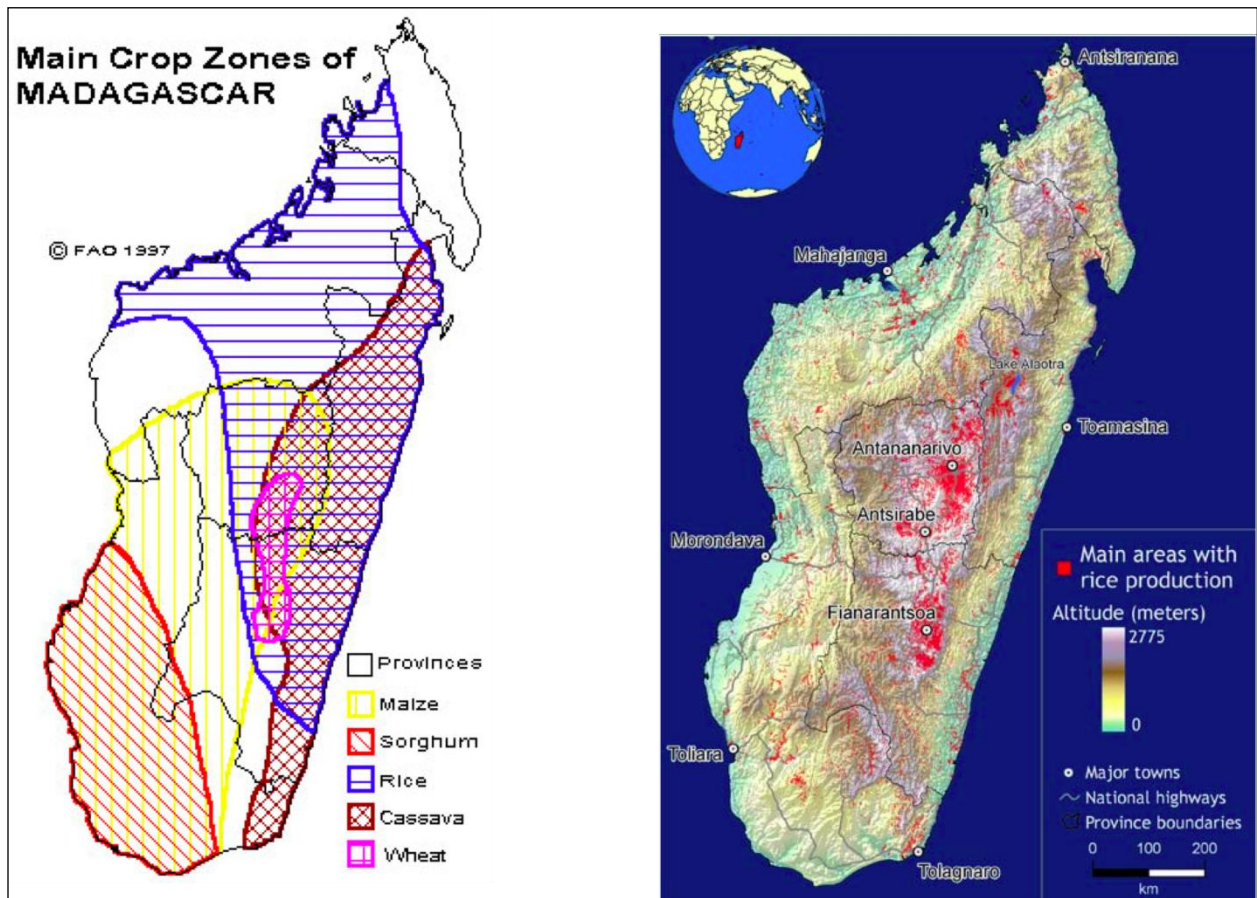 Main Crop Zones of
MADAGASCAR
© FAO 1997
Provinces
Maize
Sorghum
Rice
Cassava
Wheat
Antsiranana
Mahajanga
Lake Alaotra
Toamasina
Antananarivo
Antsirabe
Morondava
Fianarantsoa
Toliara
Tolagnaro
Main areas with
rice production
Altitude (meters)
2775
0
Major towns
National highways
Province boundaries
0 100 200
km